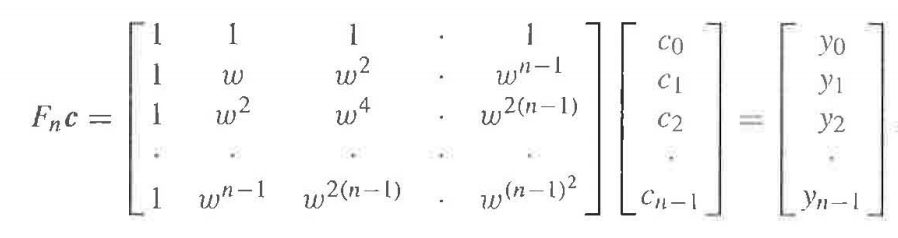 F_n c = [ 1 1 1 · 1 ; 1 w w^2 · w^{n-1} ; 1 w^2 w^4 · w^{2(n-1)} ; · · · · · ; 1 w^{n-1} w^{2(n-1)} · w^{(n-1)^2} ] [ c_0 ; c_1 ; c_2 ; · ; c_{n-1} ] = [ y_0 ; y_1 ; y_2 ; · ; y_{n-1} ].